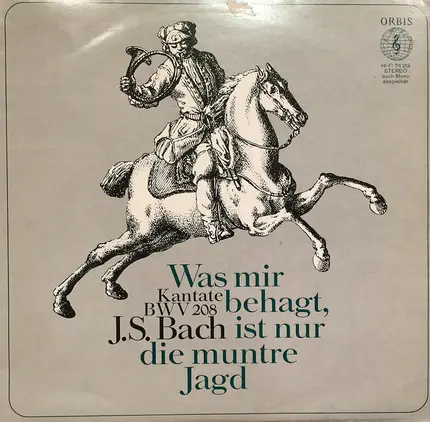 ORBIS
HI-FI 74 213
STEREO
auch Mono
abspielbar
Was mir
Kantate behagt,
BWV 208
J.S. Bach ist nur
die muntre
Jagd